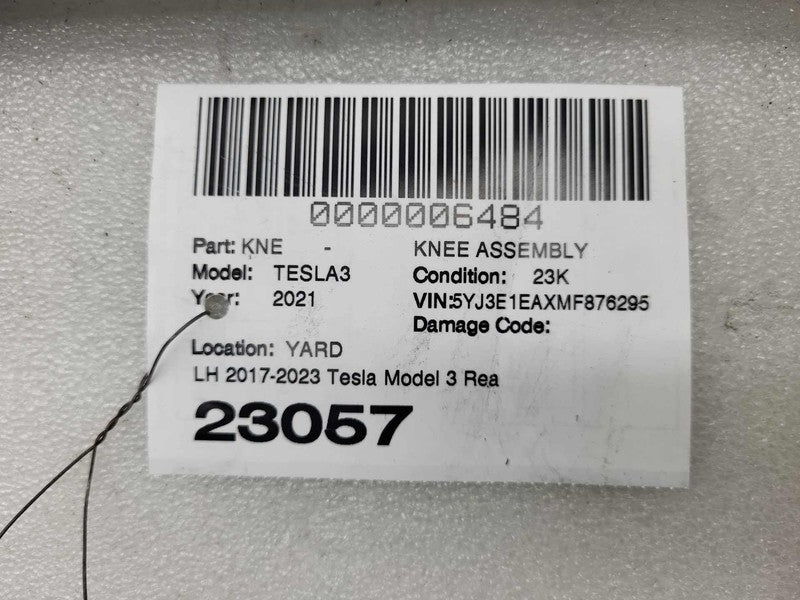 0000006484
Part: KNE - KNEE ASSEMBLY
Model: TESLA3 Condition: 23K
Year: 2021 VIN:5YJ3E1EAXMF876295
Damage Code:
Location: YARD
LH 2017-2023 Tesla Model 3 Rea
23057